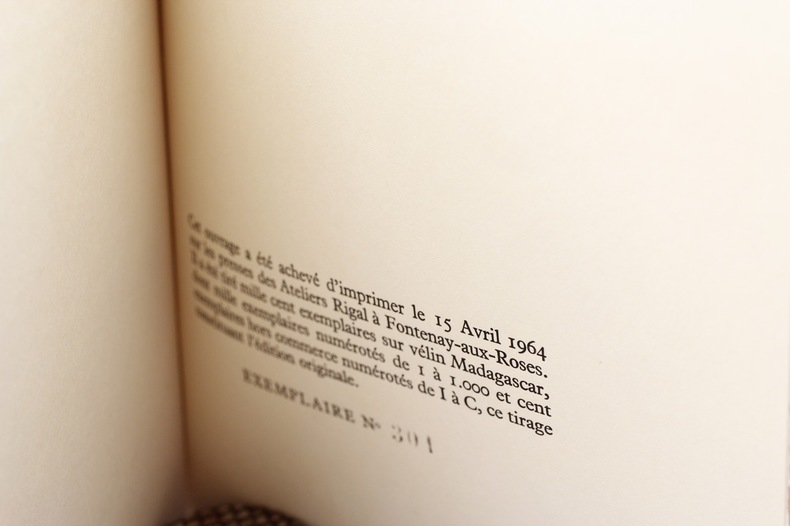 Cet ouvrage a été achevé d'imprimer le 15 Avril 1964
sur les presses des Ateliers Rigal à Fontenay-aux-Roses.
Il a été tiré mille cent exemplaires sur vélin Madagascar,
dont mille exemplaires numérotés de 1 à 1.000 et cent
exemplaires hors commerce numérotés de I à C, ce tirage
constituant l'édition originale.
EXEMPLAIRE N° 301